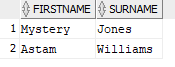 FIRSTNAME SURNAME
1 Mystery Jones
2 Astam Williams